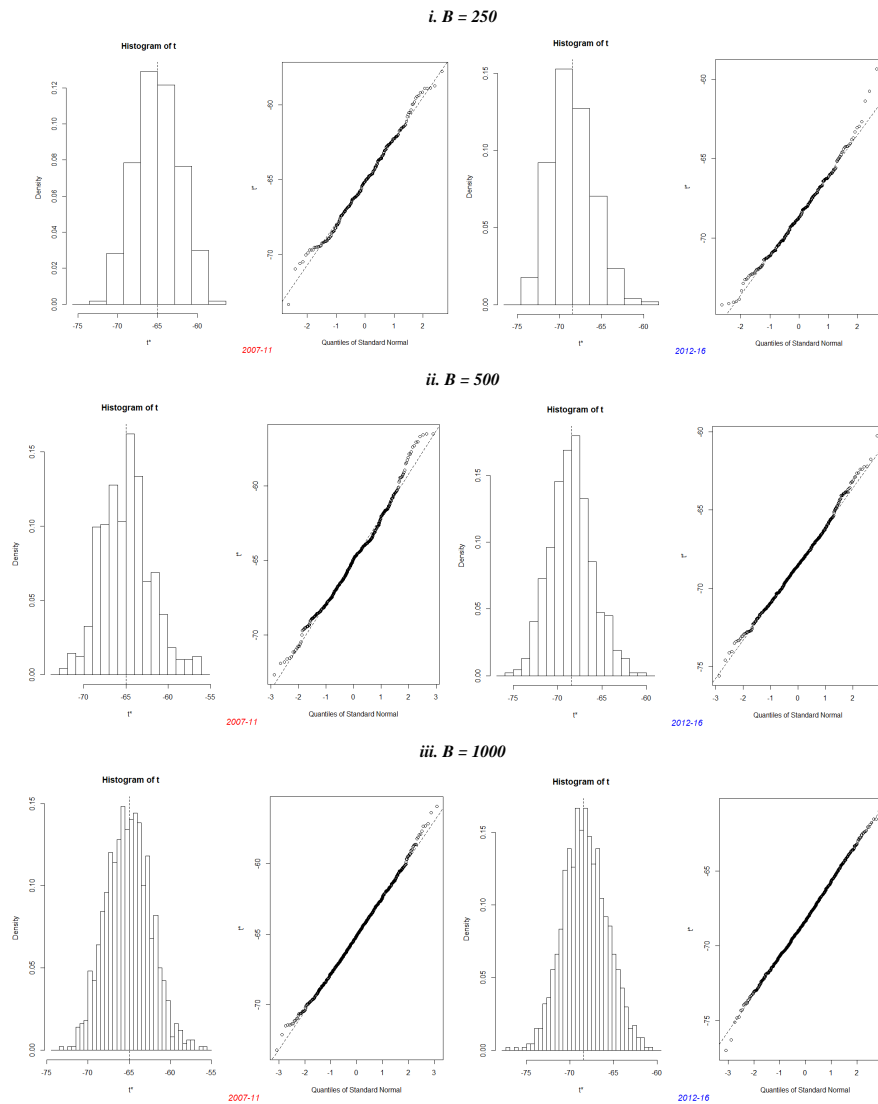 i. B = 250
Histogram of t
Density
0.00 0.02 0.04 0.06 0.08 0.10 0.12
-75 -70 -65 -60
t*
t*
-70 -65 -60
-2 -1 0 1 2
Quantiles of Standard Normal
2007-11
Histogram of t
Density
0.00 0.05 0.10 0.15
-75 -70 -65 -60
t*
t*
-70 -65 -60
-2 -1 0 1 2
Quantiles of Standard Normal
2012-16
ii. B = 500
Histogram of t
Density
0.00 0.05 0.10 0.15
-70 -65 -60 -55
t*
t*
-70 -65 -60
-3 -2 -1 0 1 2 3
Quantiles of Standard Normal
2007-11
Histogram of t
Density
0.00 0.05 0.10 0.15
-75 -70 -65 -60
t*
t*
-75 -70 -65 -60
-3 -2 -1 0 1 2
Quantiles of Standard Normal
2012-16
iii. B = 1000
Histogram of t
Density
0.00 0.05 0.10 0.15
-75 -70 -65 -60 -55
t*
t*
-70 -65 -60
-3 -2 -1 0 1 2 3
Quantiles of Standard Normal
2007-11
Histogram of t
Density
0.00 0.05 0.10 0.15
-75 -70 -65 -60
t*
t*
-75 -70 -65
-3 -2 -1 0 1 2
Quantiles of Standard Normal
2012-16